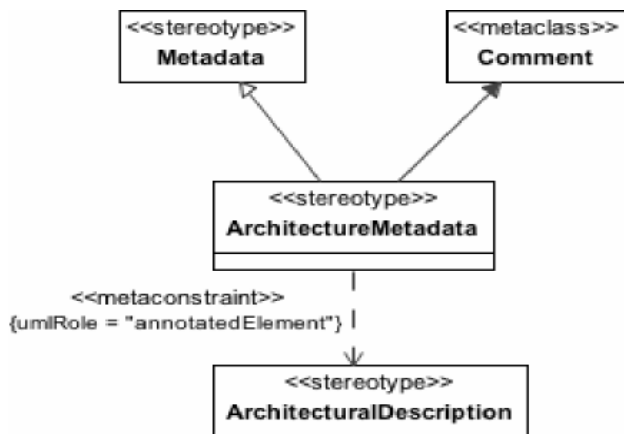 <<stereotype>>
Metadata
<<metaclass>>
Comment
<<stereotype>>
ArchitectureMetadata
<<metaconstraint>>
{umlRole = "annotatedElement"}
<<stereotype>>
ArchitecturalDescription